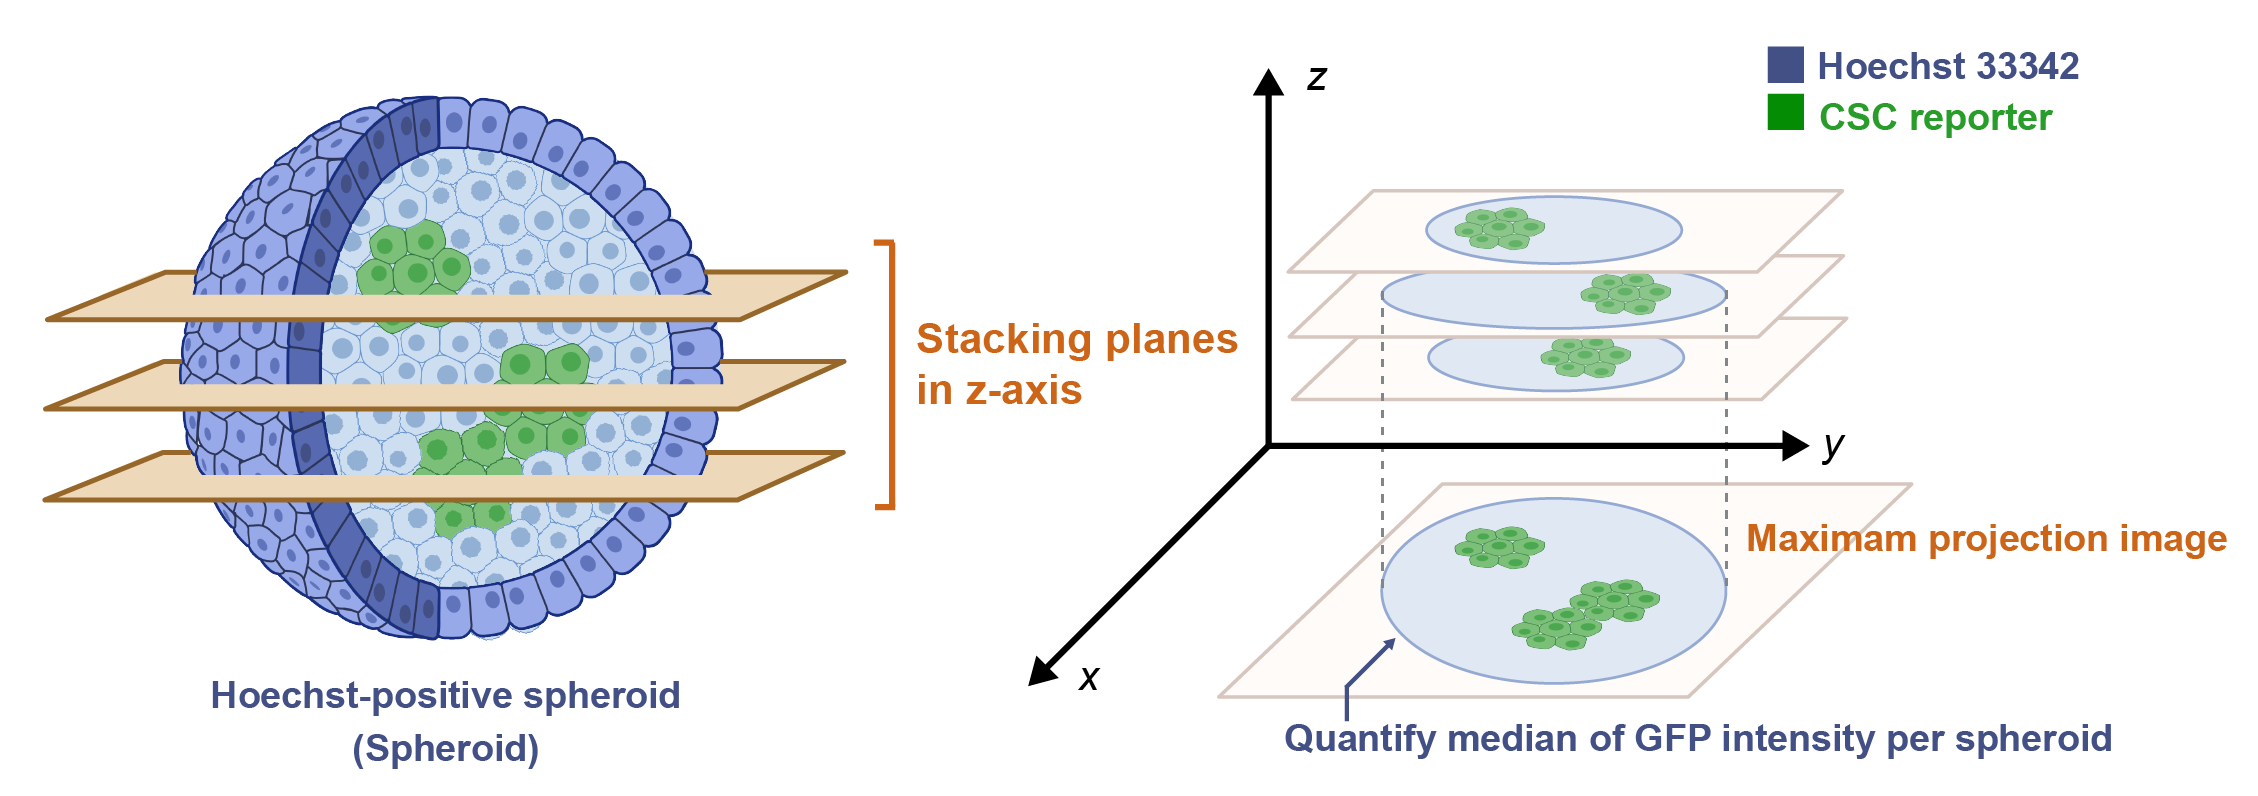 Hoechst 33342
CSC reporter
z
Stacking planes
in z-axis
y
Maximam projection image
x
Hoechst-positive spheroid
(Spheroid)
Quantify median of GFP intensity per spheroid